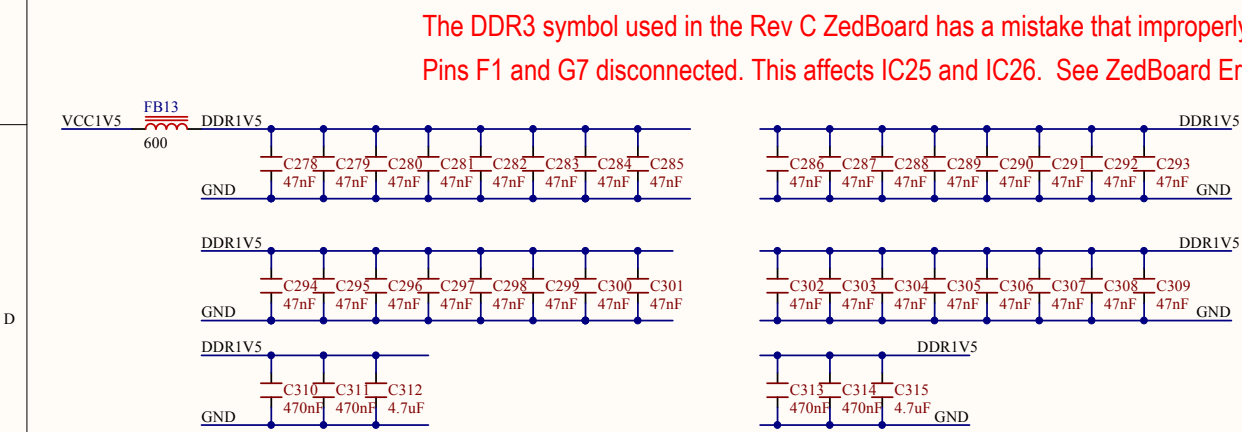 The DDR3 symbol used in the Rev C ZedBoard has a mistake that improperly
Pins F1 and G7 disconnected. This affects IC25 and IC26. See ZedBoard Er
FB13
VCC1V5 DDR1V5 DDR1V5
600
C278 C279 C280 C281 C282 C283 C284 C285 C286 C287 C288 C289 C290 C291 C292 C293
47nF 47nF 47nF 47nF 47nF 47nF 47nF 47nF 47nF 47nF 47nF 47nF 47nF 47nF 47nF 47nF
GND GND
DDR1V5 DDR1V5
C294 C295 C296 C297 C298 C299 C300 C301 C302 C303 C304 C305 C306 C307 C308 C309
47nF 47nF 47nF 47nF 47nF 47nF 47nF 47nF 47nF 47nF 47nF 47nF 47nF 47nF 47nF 47nF
GND GND
D
DDR1V5 DDR1V5
C310 C311 C312 C313 C314 C315
470nF 470nF 4.7uF 470nF 470nF 4.7uF
GND GND